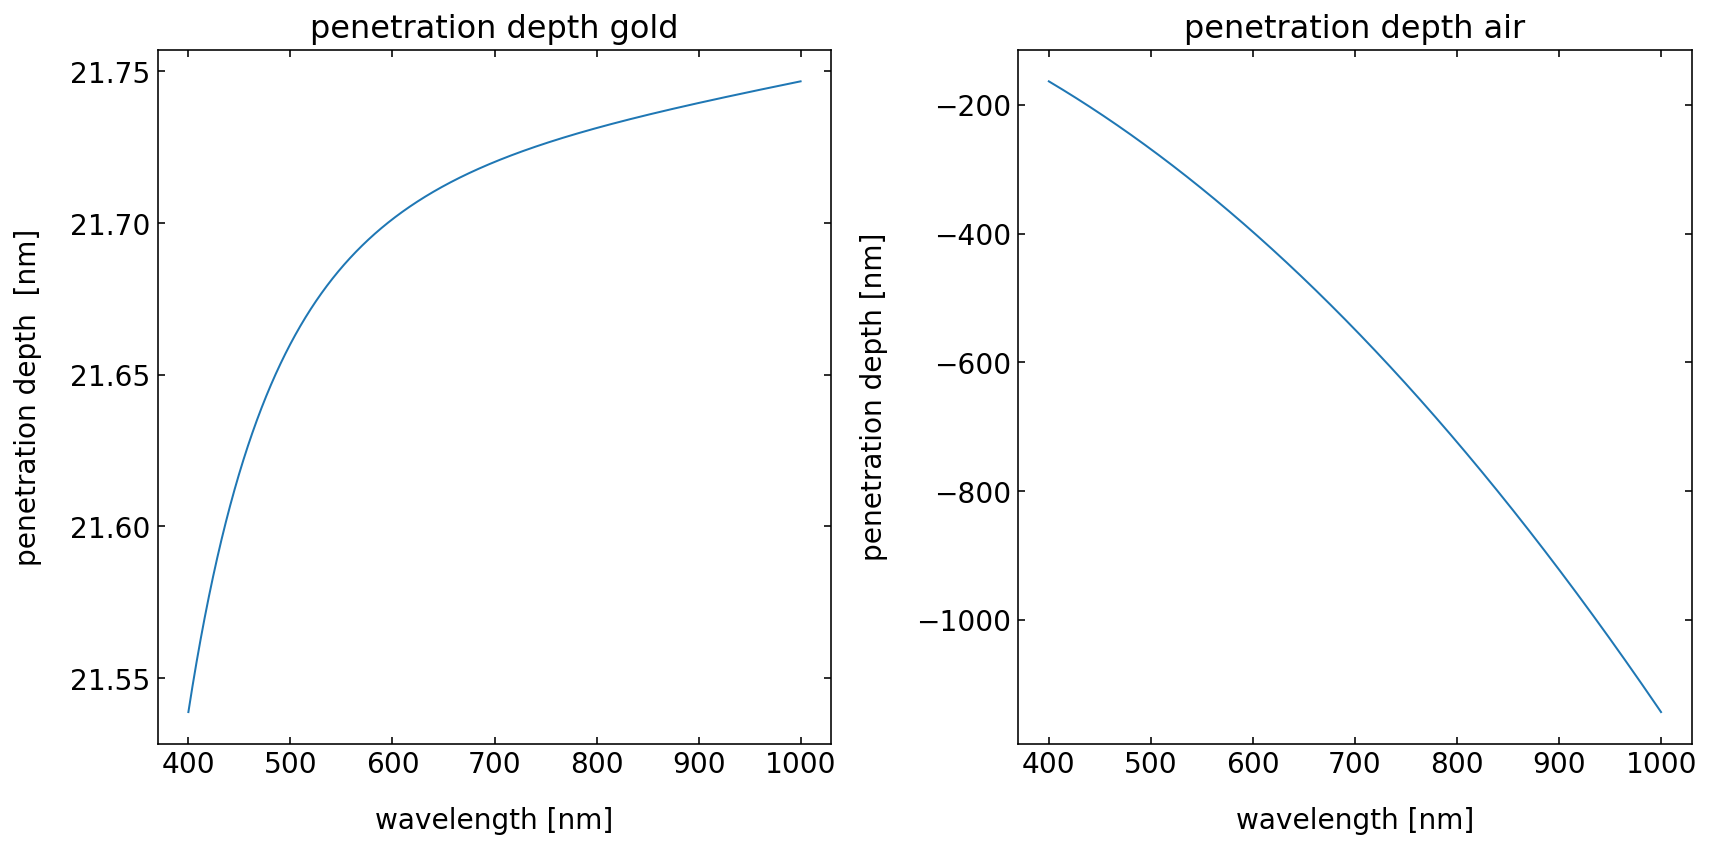 penetration depth gold
penetration depth [nm]
21.75
21.70
21.65
21.60
21.55
400 500 600 700 800 900 1000
wavelength [nm]
penetration depth air
penetration depth [nm]
−200
−400
−600
−800
−1000
400 500 600 700 800 900 1000
wavelength [nm]